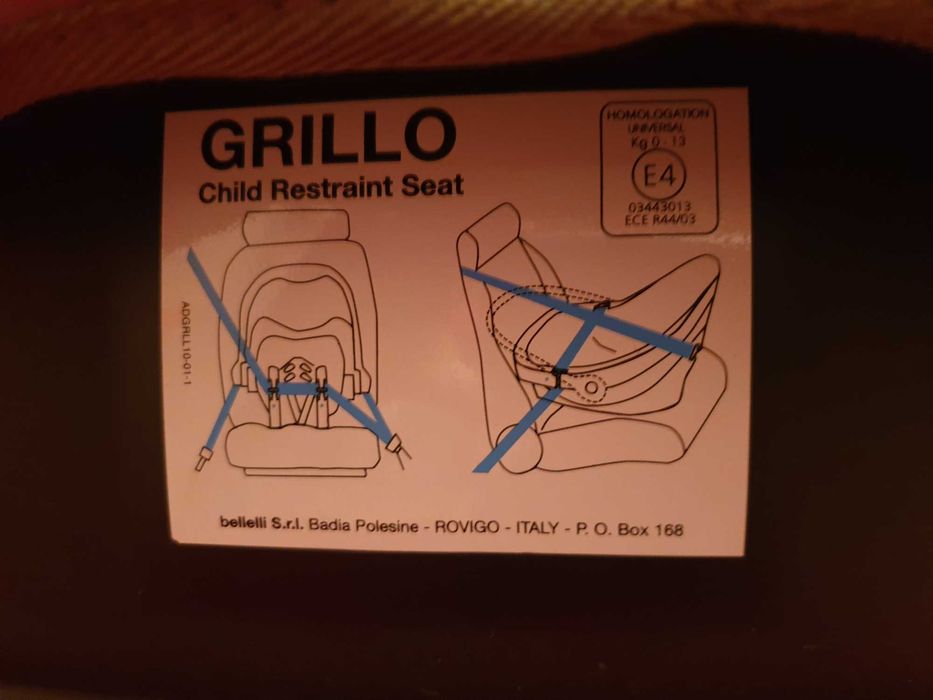 GRILLO
Child Restraint Seat
HOMOLOGATION
UNIVERSAL
Kg 0 - 13
E4
03443013
ECE R44/03
ADGRLL10-01-1
bellelli S.r.l. Badia Polesine - ROVIGO - ITALY - P. O. Box 168